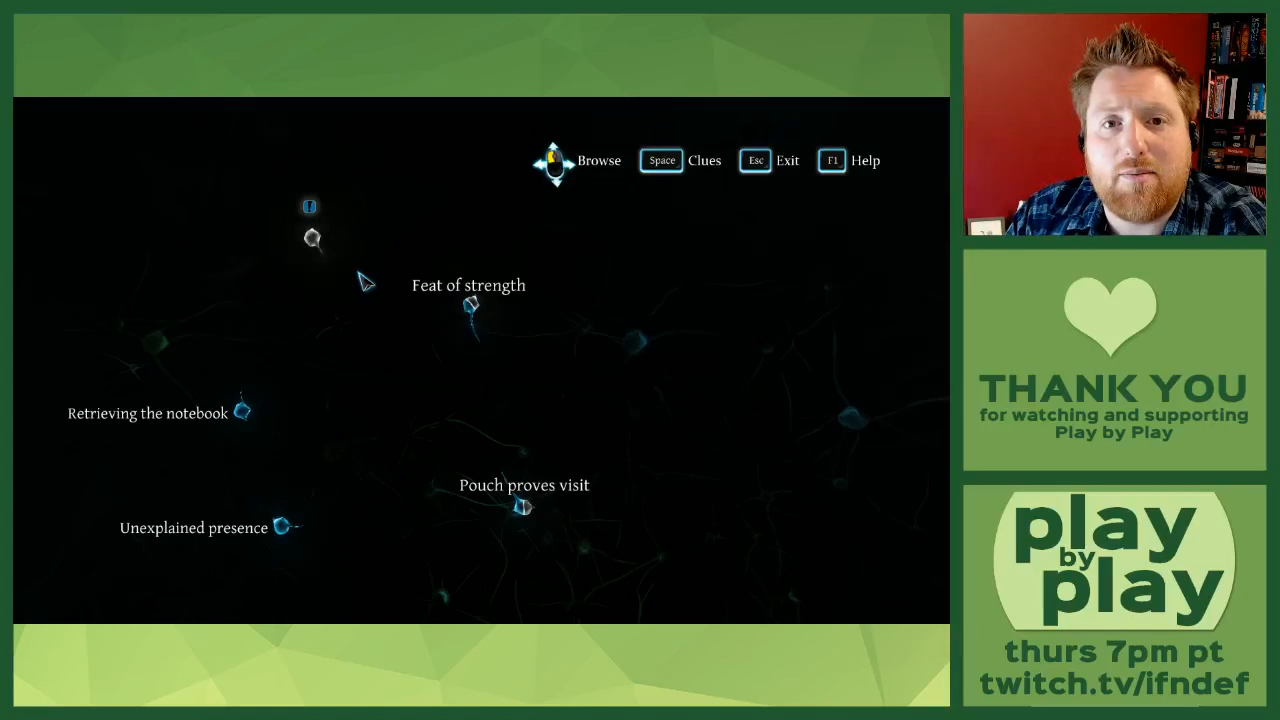 Browse
Space
Clues
Esc
Exit
F1
Help
!
Feat of strength
Retrieving the notebook
Pouch proves visit
Unexplained presence
THANK YOU
for watching and supporting
Play by Play
play
by
play
thurs 7pm pt
twitch.tv/ifndef